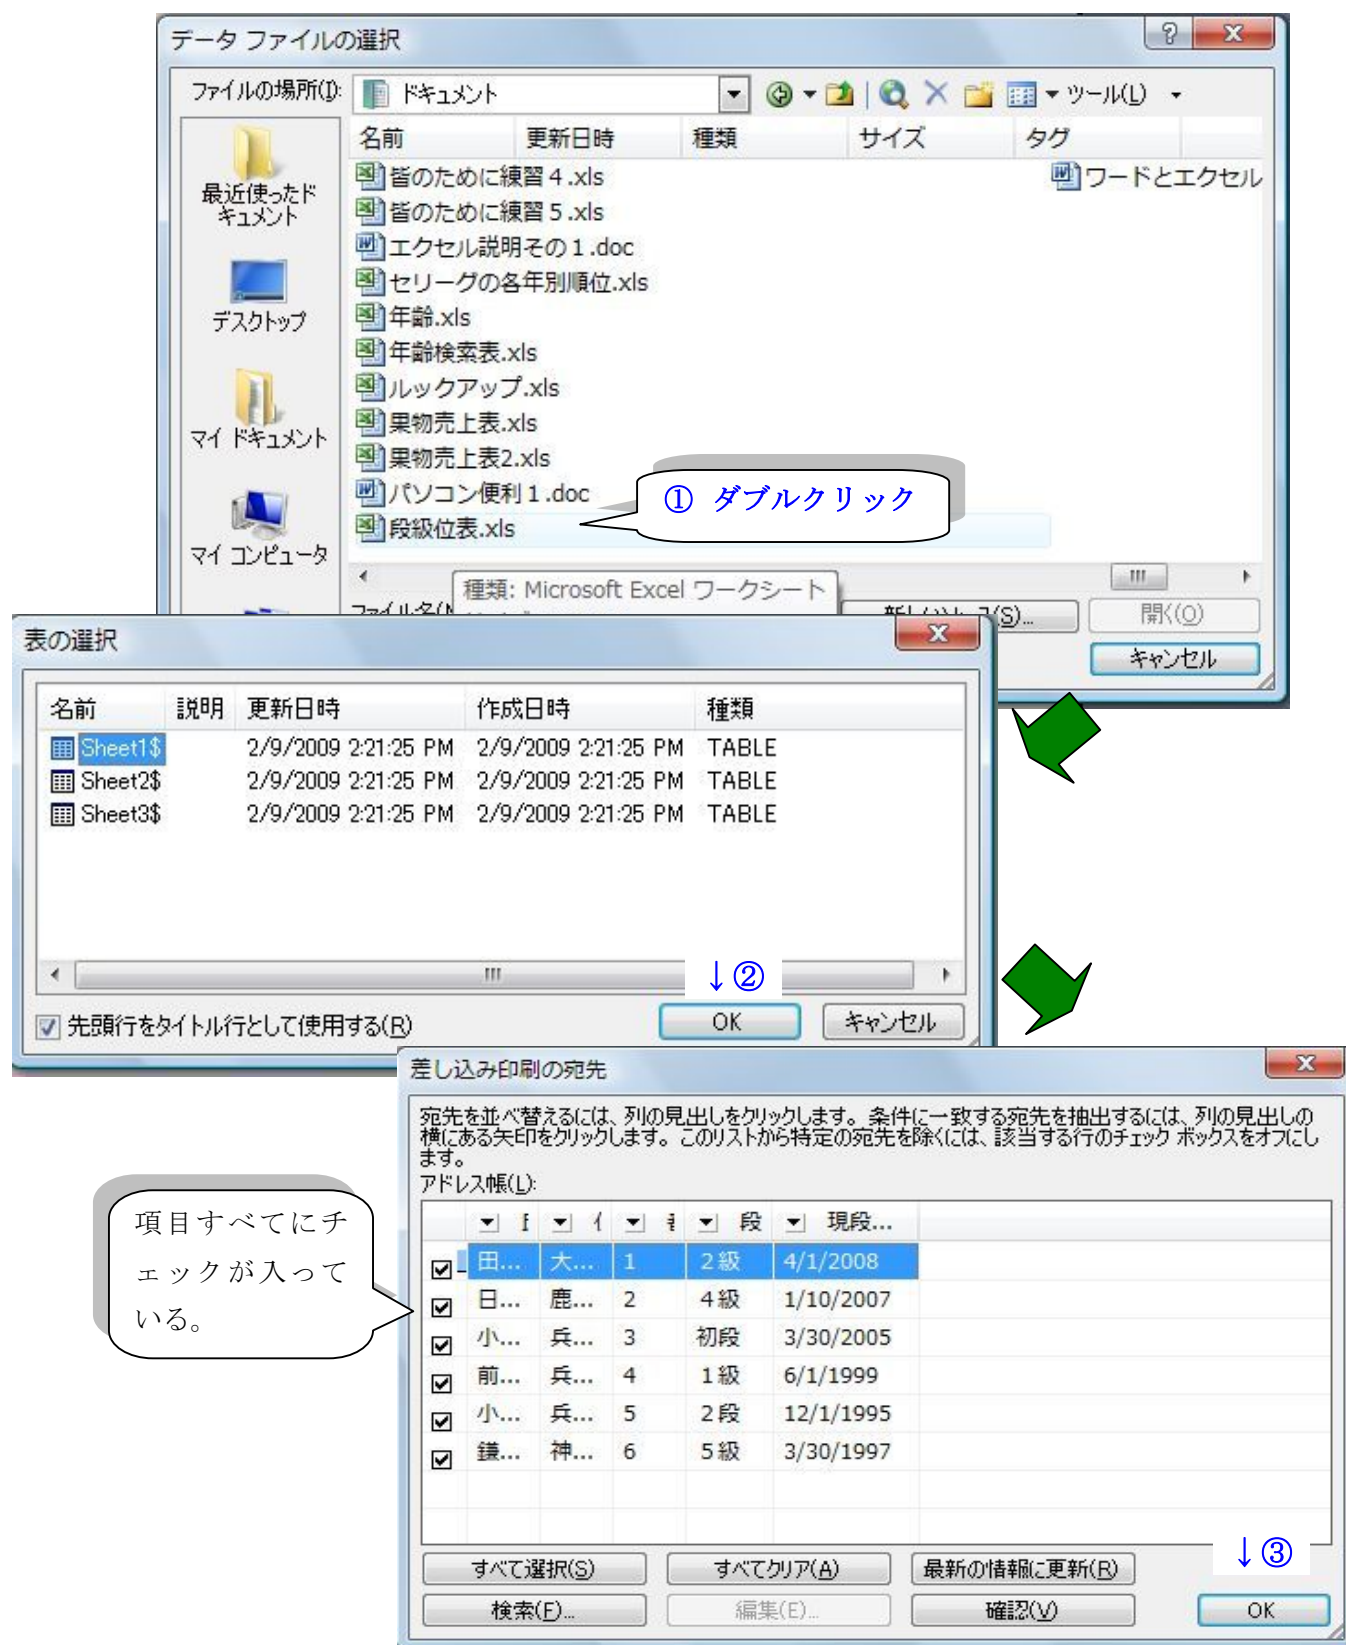 データ ファイルの選択
ファイルの場所(I):
ドキュメント
ツール(L)
名前 更新日時 種類 サイズ タグ
最近使ったド
キュメント
デスクトップ
マイ ドキュメント
マイ コンピュータ
皆のために練習４.xls
皆のために練習５.xls
エクセル説明その１.doc
セリーグの各年別順位.xls
年齢.xls
年齢検索表.xls
ルックアップ.xls
果物売上表.xls
果物売上表2.xls
パソコン便利１.doc
段級位表.xls
ワードとエクセル
① ダブルクリック
種類: Microsoft Excel ワークシート
ファイル名(N
(S)...
開く(O)
キャンセル
表の選択
名前 説明 更新日時 作成日時 種類
Sheet1$ 2/9/2009 2:21:25 PM 2/9/2009 2:21:25 PM TABLE
Sheet2$ 2/9/2009 2:21:25 PM 2/9/2009 2:21:25 PM TABLE
Sheet3$ 2/9/2009 2:21:25 PM 2/9/2009 2:21:25 PM TABLE
↓②
先頭行をタイトル行として使用する(R)
OK
キャンセル
差し込み印刷の宛先
宛先を並べ替えるには、列の見出しをクリックします。条件に一致する宛先を抽出するには、列の見出しの
横にある矢印をクリックします。このリストから特定の宛先を除くには、該当する行のチェック ボックスをオフにし
ます。
アドレス帳(L):
段 現段...
田... 大... 1 ２級 4/1/2008
日... 鹿... 2 ４級 1/10/2007
小... 兵... 3 初段 3/30/2005
前... 兵... 4 １級 6/1/1999
小... 兵... 5 ２段 12/1/1995
鎌... 神... 6 ５級 3/30/1997
項目すべてにチ
ェックが入って
いる。
↓③
すべて選択(S)
すべてクリア(A)
最新の情報に更新(R)
検索(F)...
編集(E)...
確認(V)
OK